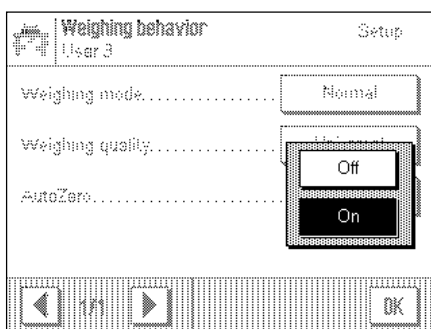 Weighing behavior
User 3
Setup
Weighing mode................ Normal
Weighing quality..............
AutoZero.......................
Off
On
1/1
OK